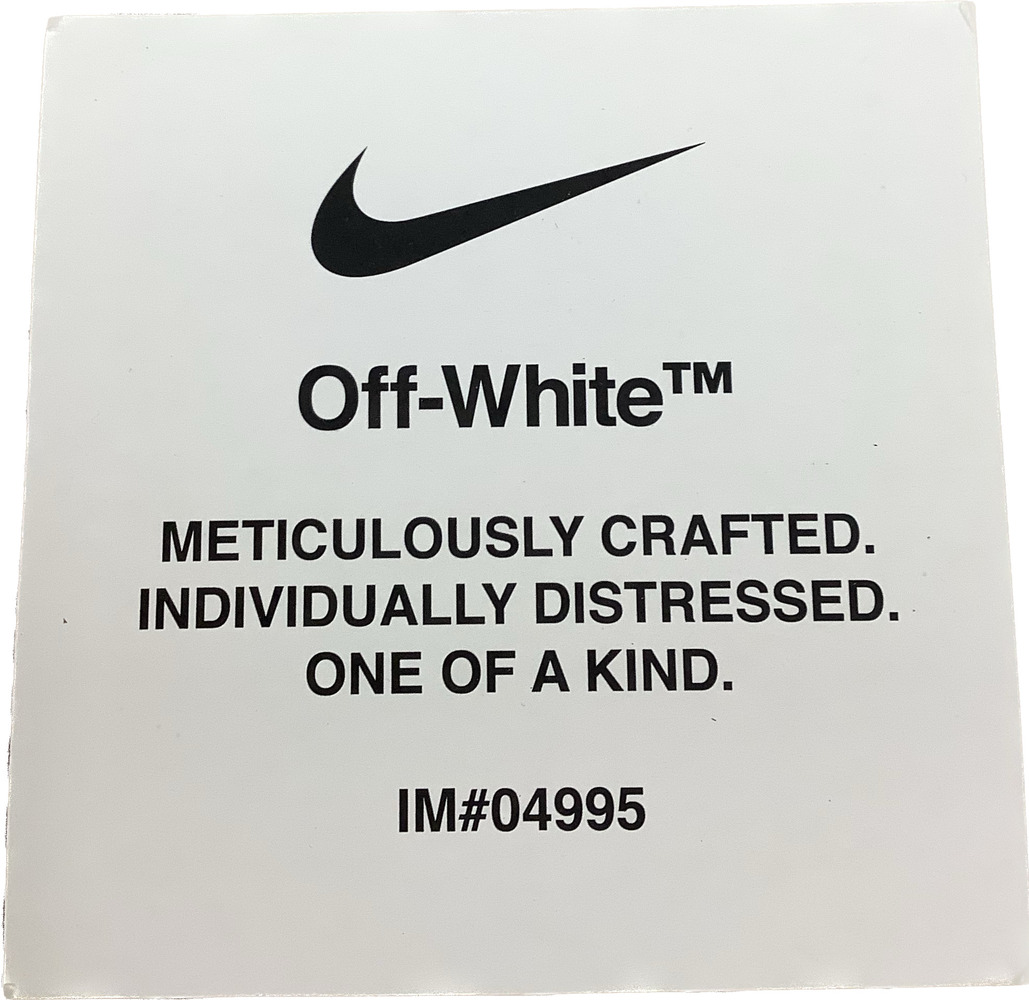 Off-White™
METICULOUSLY CRAFTED.
INDIVIDUALLY DISTRESSED.
ONE OF A KIND.
IM#04995